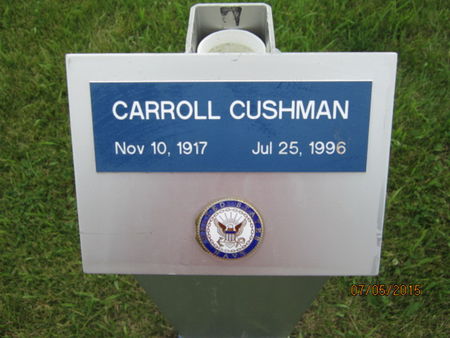 CARROLL CUSHMAN
Nov 10, 1917 Jul 25, 1996
07/05/2015